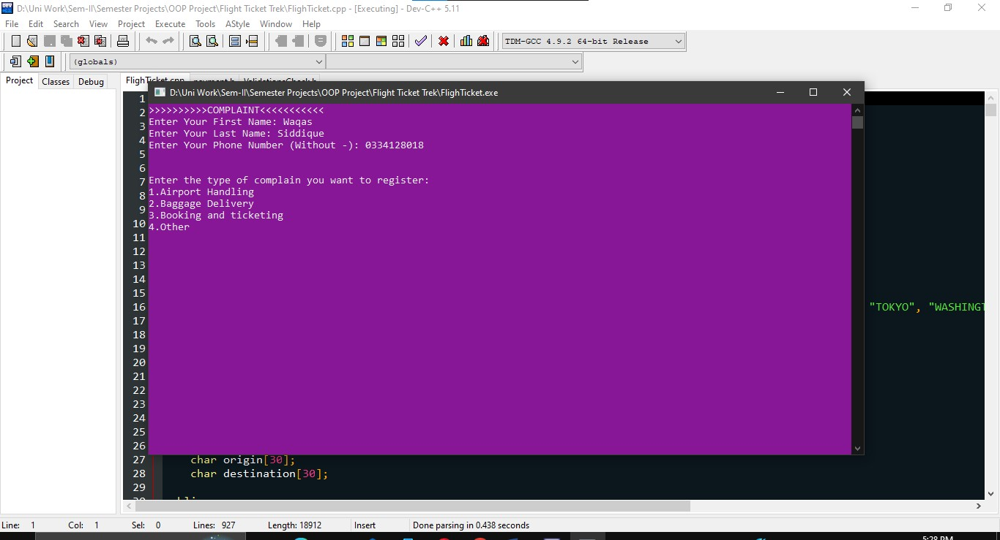 D:\Uni Work\Sem-II\Semester Projects\OOP Project\Flight Ticket Trek\FlighTicket.cpp - [Executing] - Dev-C++ 5.11
File Edit Search View Project Execute Tools AStyle Window Help
TDM-GCC 4.9.2 64-bit Release
(globals)
Project Classes Debug
FlighTicket.cpp payment.h ValidationsCheck.h
D:\Uni Work\Sem-II\Semester Projects\OOP Project\Flight Ticket Trek\FlighTicket.exe
>>>>>>>>>>COMPLAINT<<<<<<<<<<<
Enter Your First Name: Waqas
Enter Your Last Name: Siddique
Enter Your Phone Number (Without -): 0334128018
Enter the type of complain you want to register:
1.Airport Handling
2.Baggage Delivery
3.Booking and ticketing
4.Other
1
2
3
4
5
6
7
8
9
10
11
12
13
14
15
16 "TOKYO", "WASHINGT
17
18
19
20
21
22
23
24
25
26
27 char origin[30];
28 char destination[30];
29
Line: 1 Col: 1 Sel: 0 Lines: 927 Length: 18912 Insert Done parsing in 0.438 seconds
5:28 PM